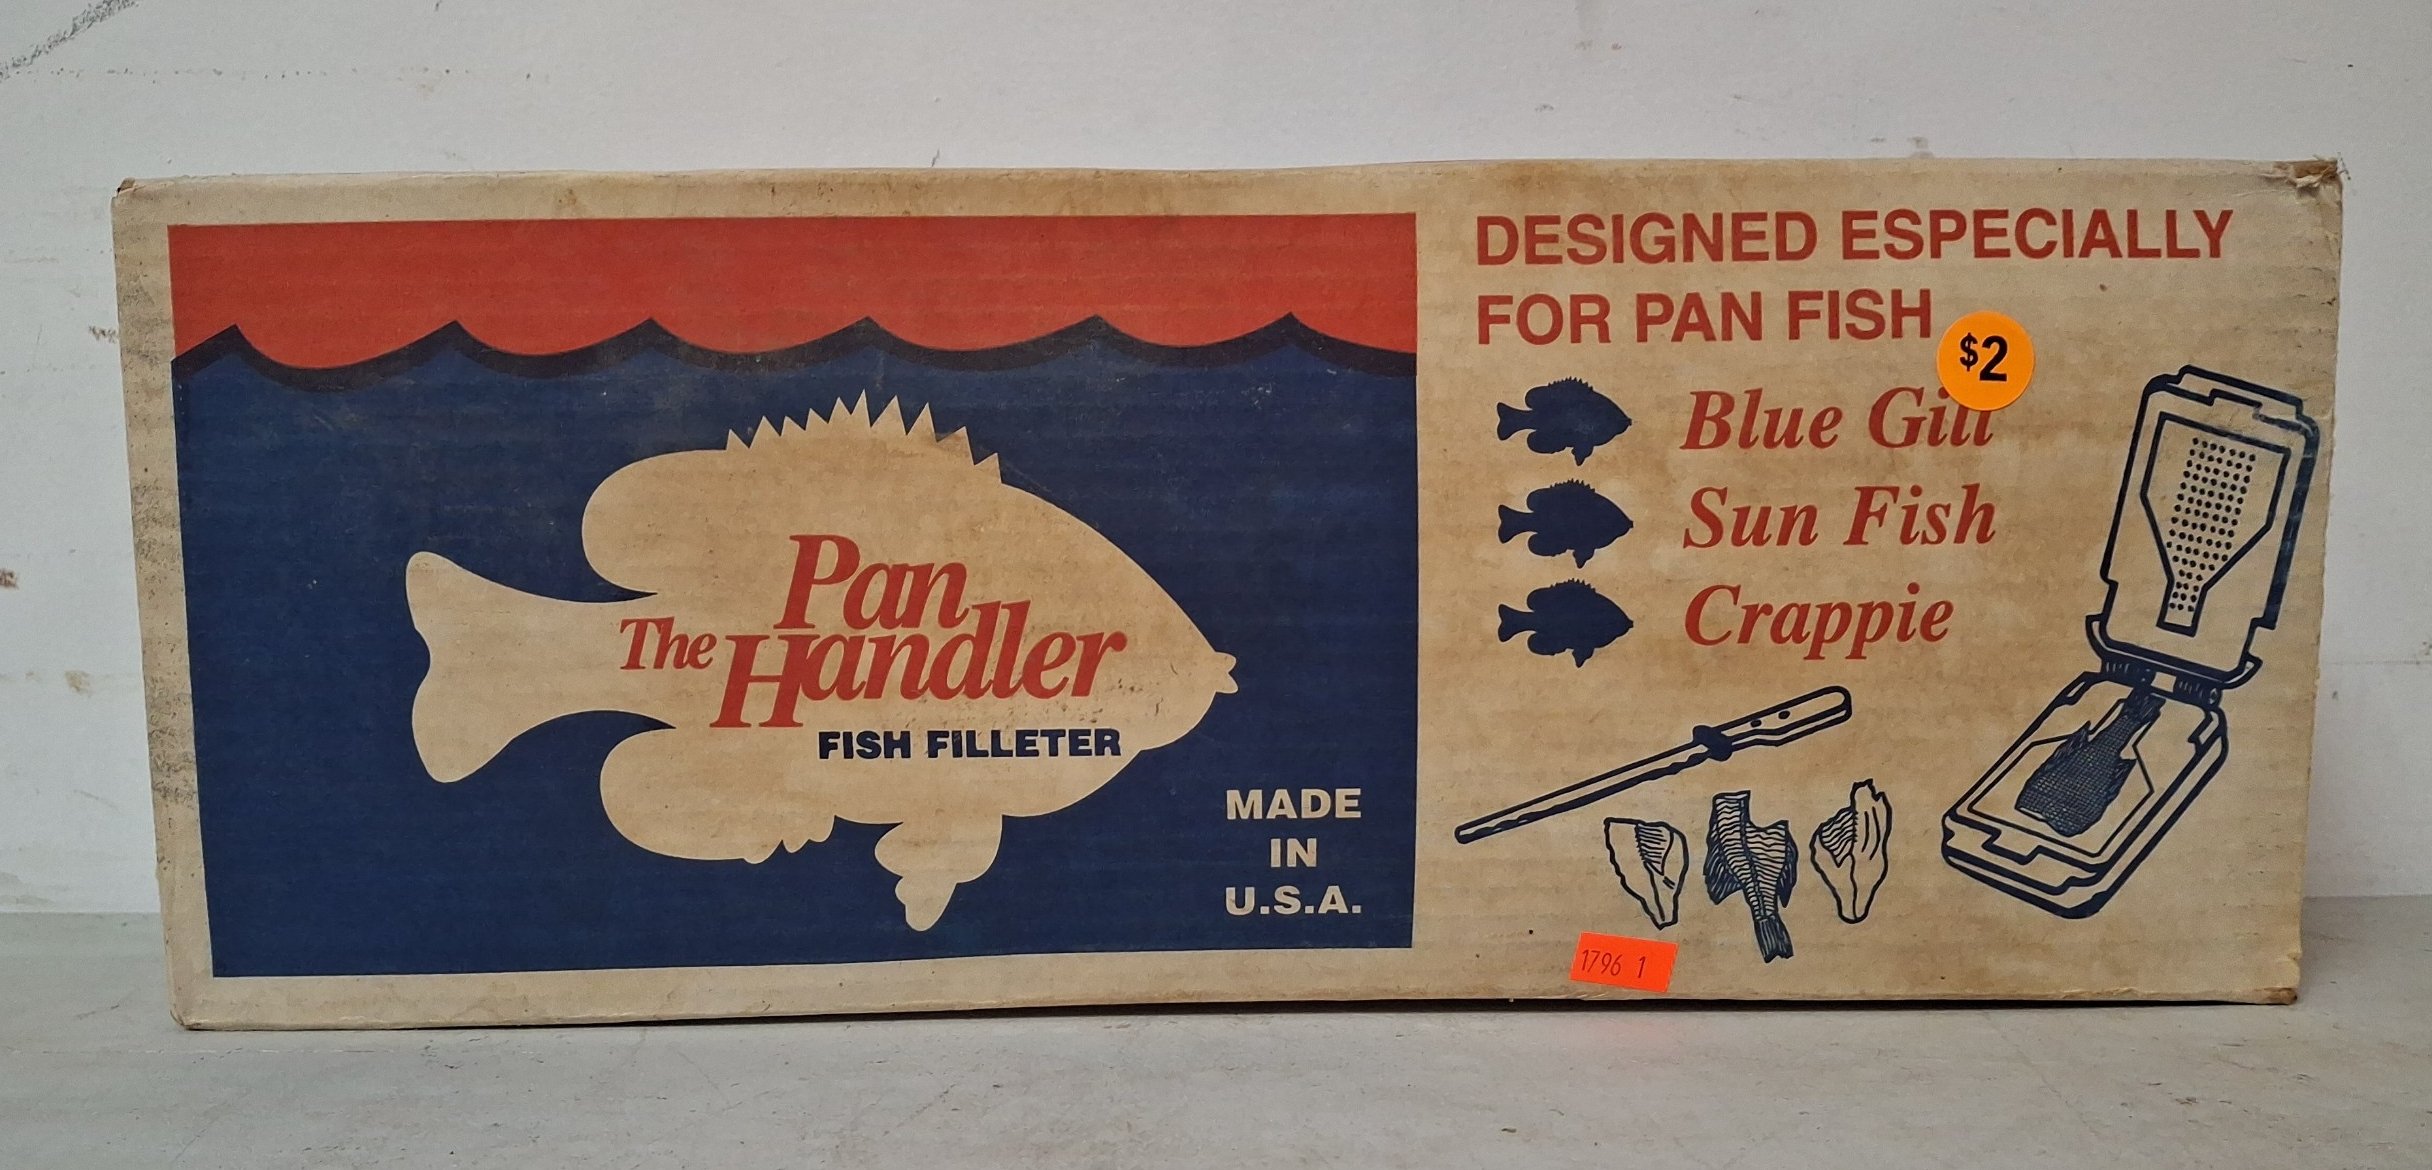 The Pan Handler
FISH FILLETER
MADE
IN
U.S.A.
DESIGNED ESPECIALLY
FOR PAN FISH
$2
Blue Gill
Sun Fish
Crappie
1796 1